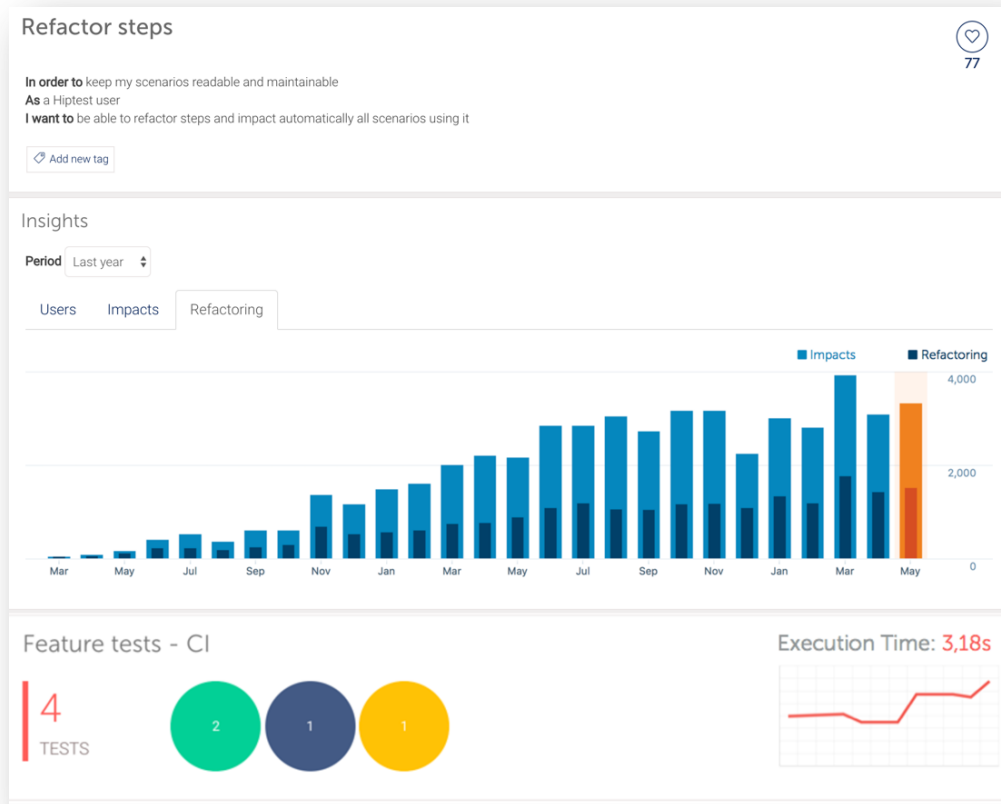 Refactor steps
77
In order to keep my scenarios readable and maintainable
As a Hiptest user
I want to be able to refactor steps and impact automatically all scenarios using it
Add new tag
Insights
Period Last year
Users Impacts Refactoring
Impacts Refactoring
4,000
2,000
0
Mar May Jul Sep Nov Jan Mar May Jul Sep Nov Jan Mar May
Feature tests - CI
Execution Time: 3,18s
4
TESTS
2 1 1